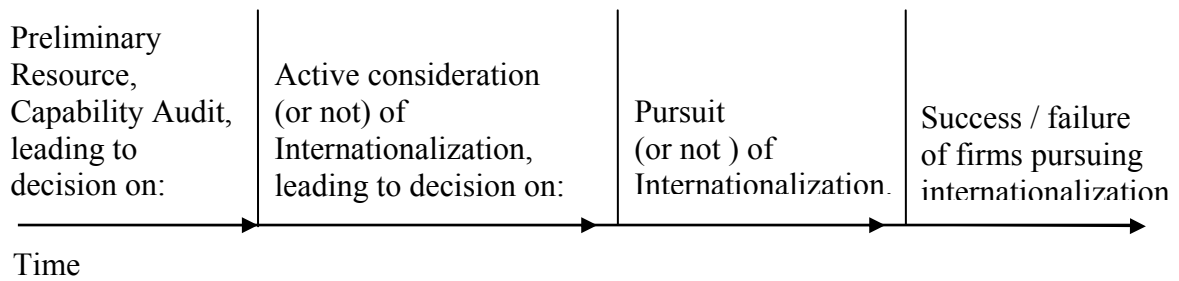 Preliminary
Resource,
Capability Audit,
leading to
decision on:
Active consideration
(or not) of
Internationalization,
leading to decision on:
Pursuit
(or not ) of
Internationalization.
Success / failure
of firms pursuing
internationalization
Time